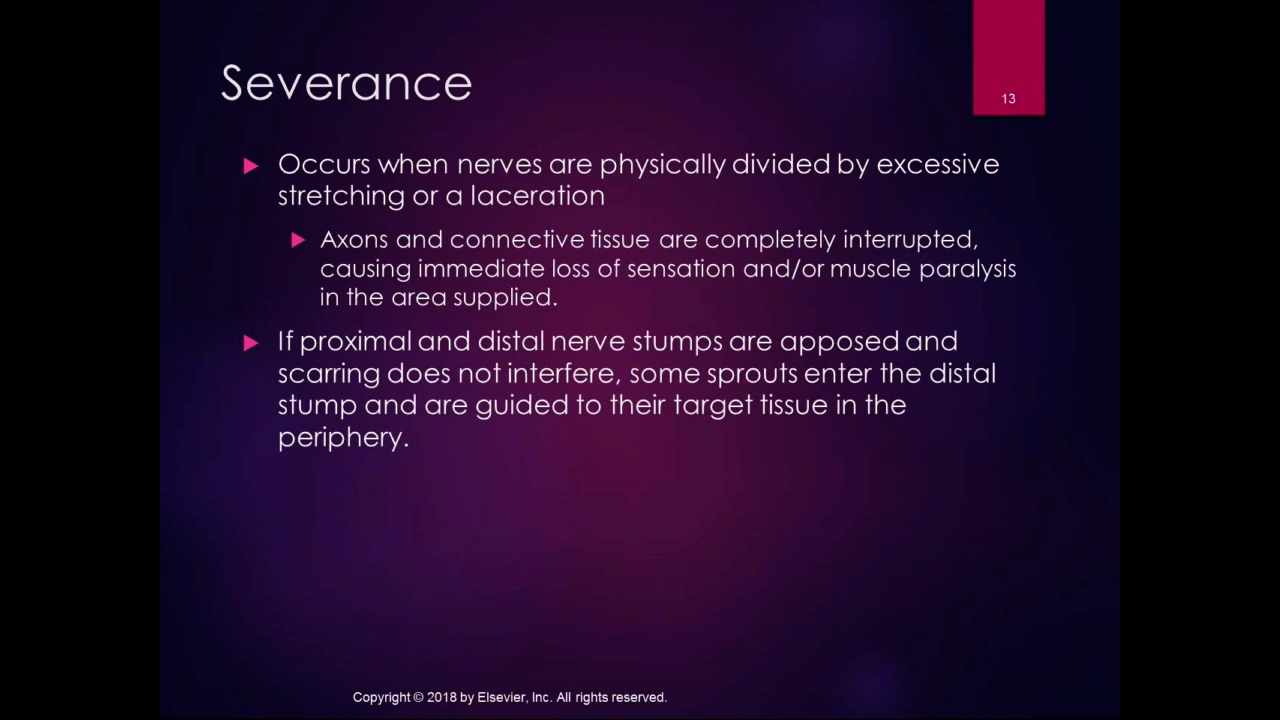 Severance
13
Occurs when nerves are physically divided by excessive
stretching or a laceration
Axons and connective tissue are completely interrupted,
causing immediate loss of sensation and/or muscle paralysis
in the area supplied.
If proximal and distal nerve stumps are apposed and
scarring does not interfere, some sprouts enter the distal
stump and are guided to their target tissue in the
periphery.
Copyright © 2018 by Elsevier, Inc. All rights reserved.